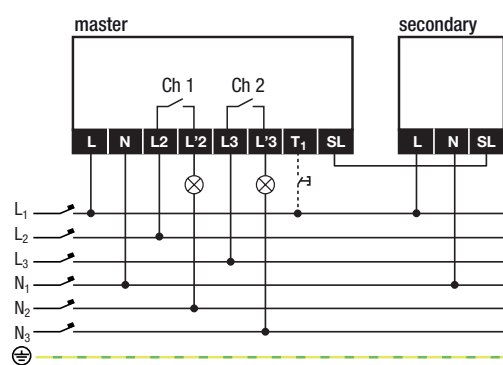 master
secondary
Ch 1
Ch 2
L N L2 L'2 L3 L'3 T₁ SL
L N SL
L₁
L₂
L₃
N₁
N₂
N₃